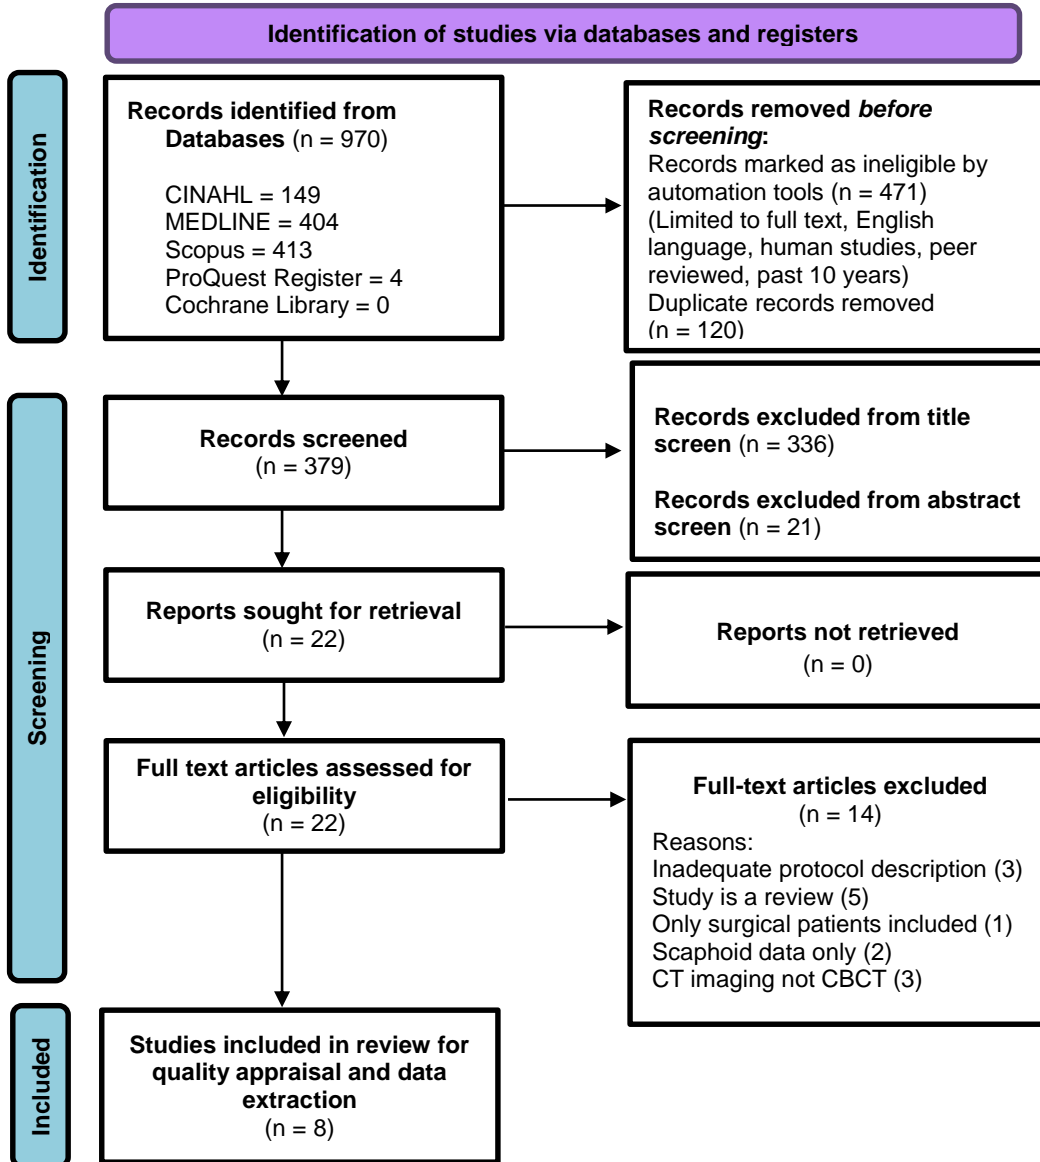 Identification of studies via databases and registers
Identification
Records identified from
Databases (n = 970)
CINAHL = 149
MEDLINE = 404
Scopus = 413
ProQuest Register = 4
Cochrane Library = 0
Records removed before
screening:
Records marked as ineligible by
automation tools (n = 471)
(Limited to full text, English
language, human studies, peer
reviewed, past 10 years)
Duplicate records removed
(n = 120)
Screening
Records screened
(n = 379)
Records excluded from title
screen (n = 336)
Records excluded from abstract
screen (n = 21)
Reports sought for retrieval
(n = 22)
Reports not retrieved
(n = 0)
Full text articles assessed for
eligibility
(n = 22)
Full-text articles excluded
(n = 14)
Reasons:
Inadequate protocol description (3)
Study is a review (5)
Only surgical patients included (1)
Scaphoid data only (2)
CT imaging not CBCT (3)
Included
Studies included in review for
quality appraisal and data
extraction
(n = 8)